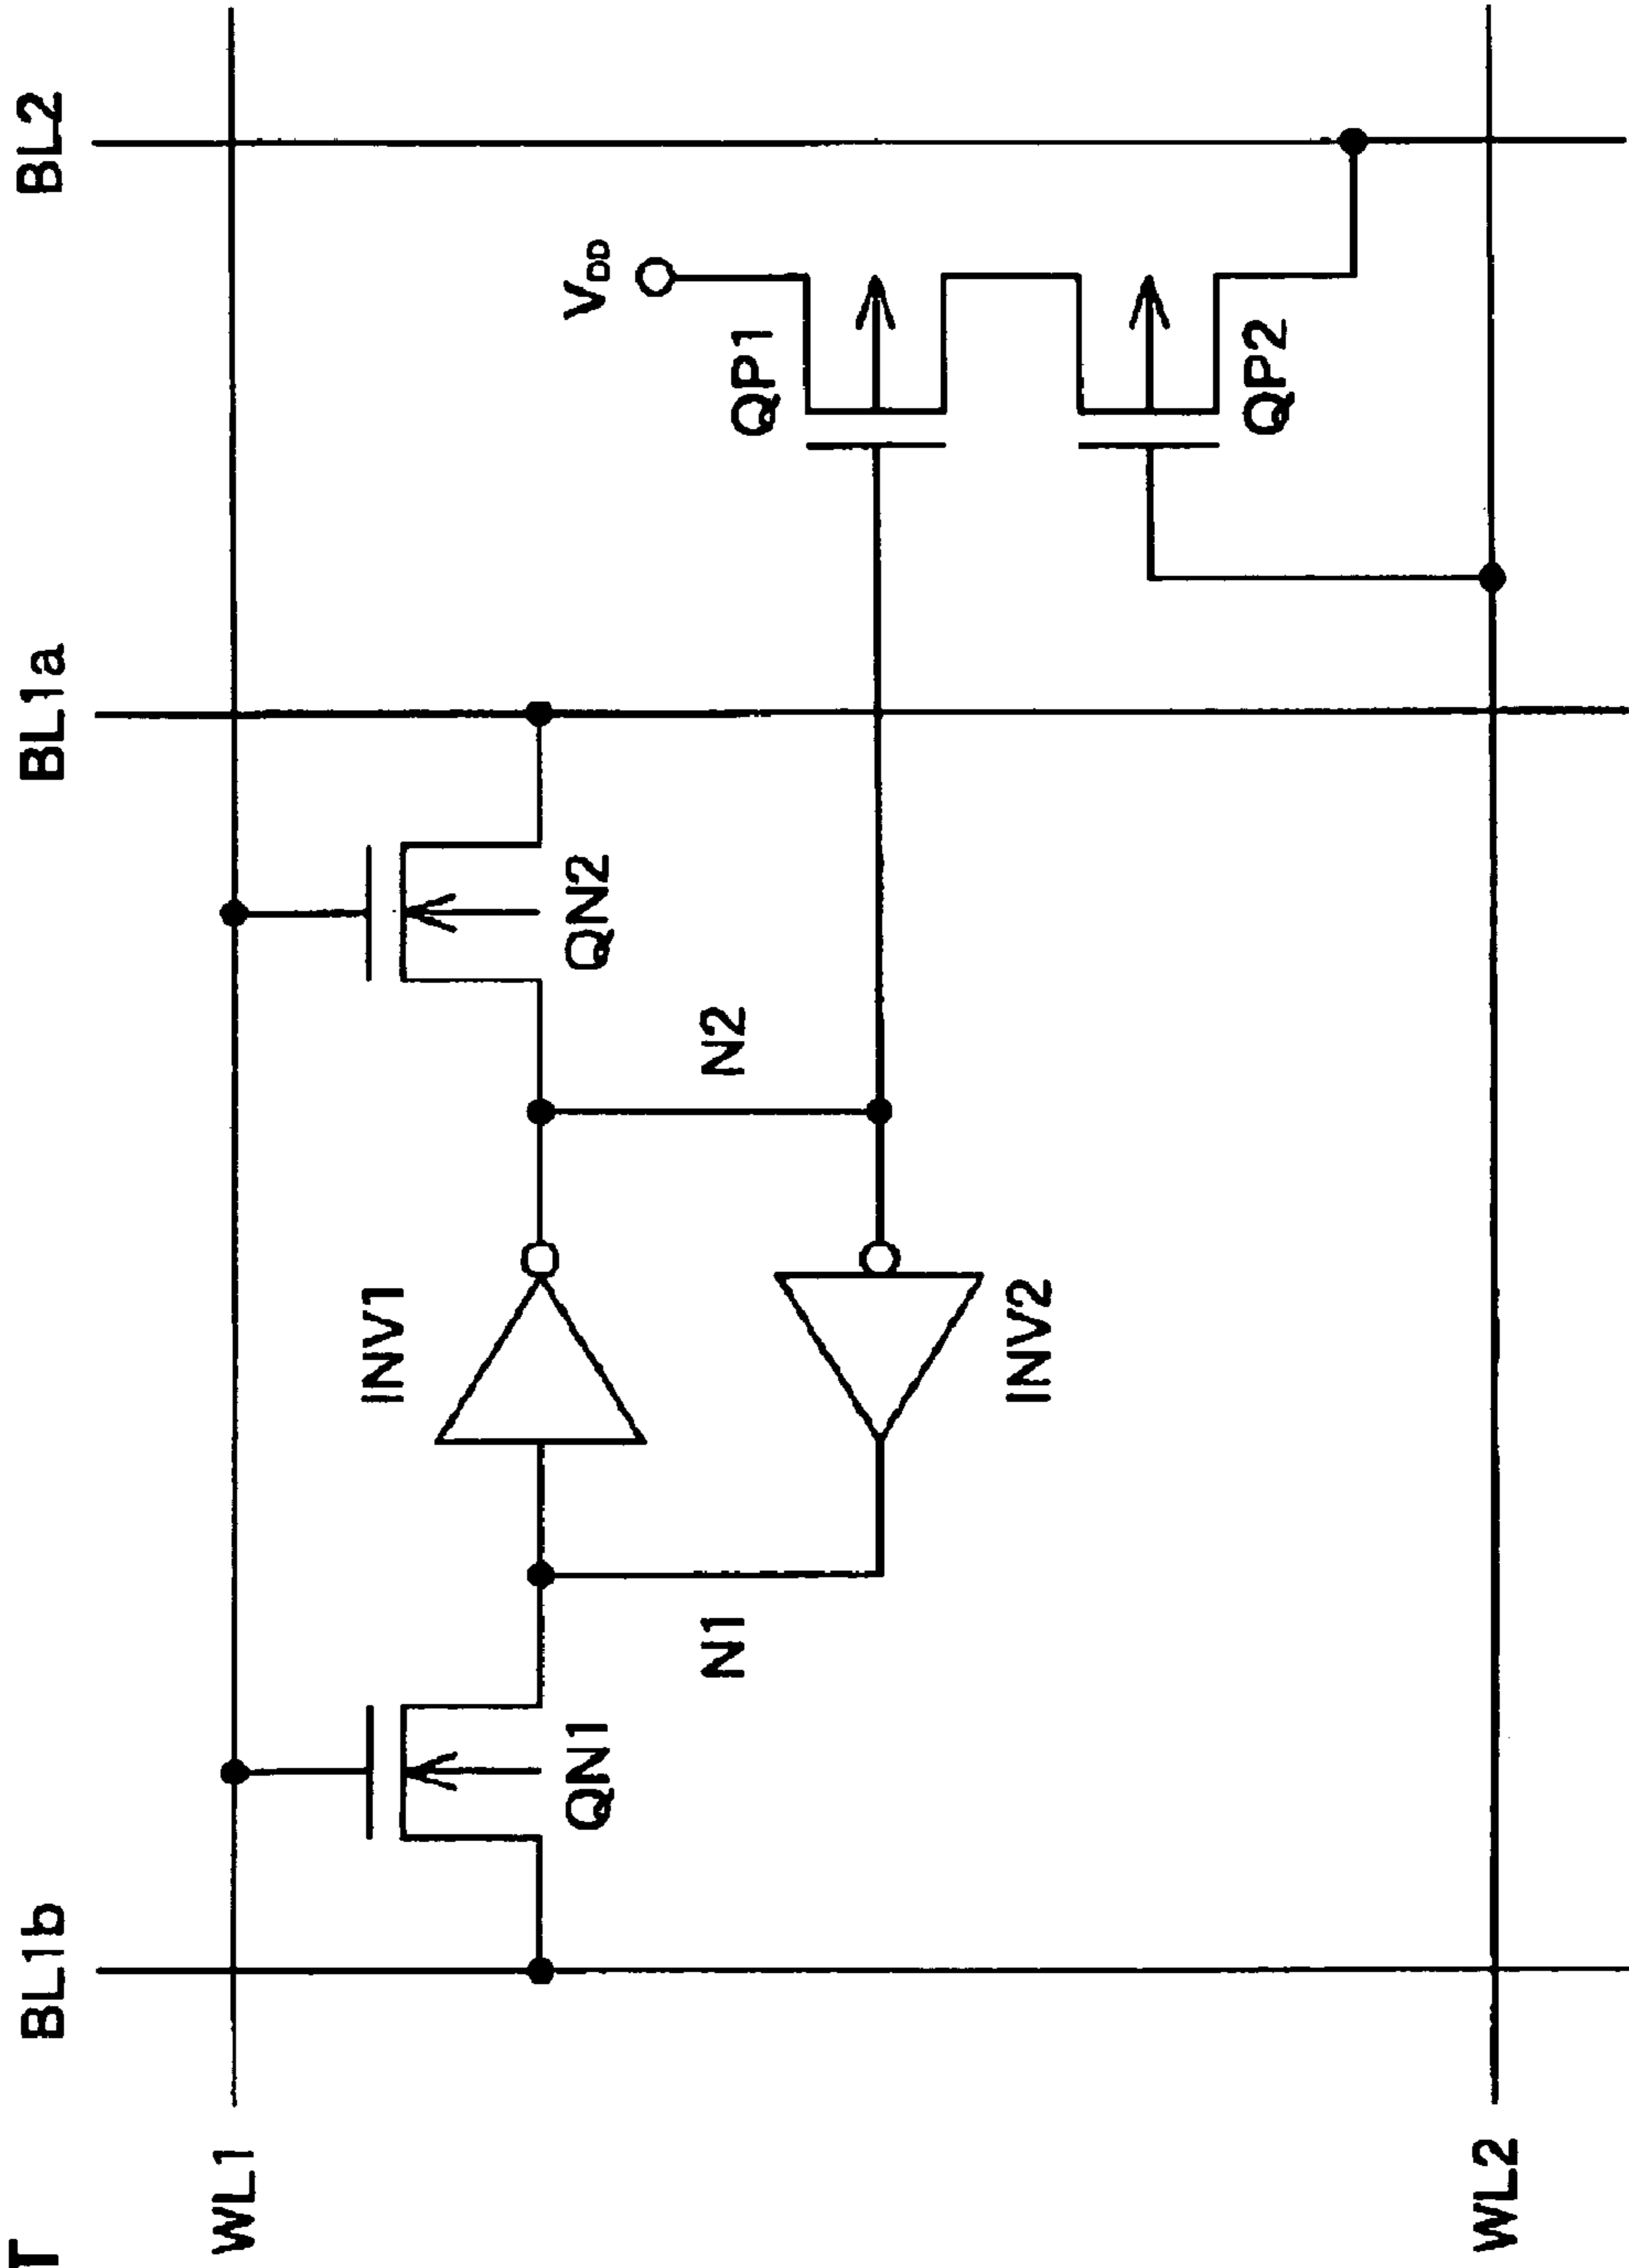 T
BL1b BL1a BL2
WL1
INV1
QN1 QN2 VDD
N1 N2 QP1
INV2
QP2
WL2